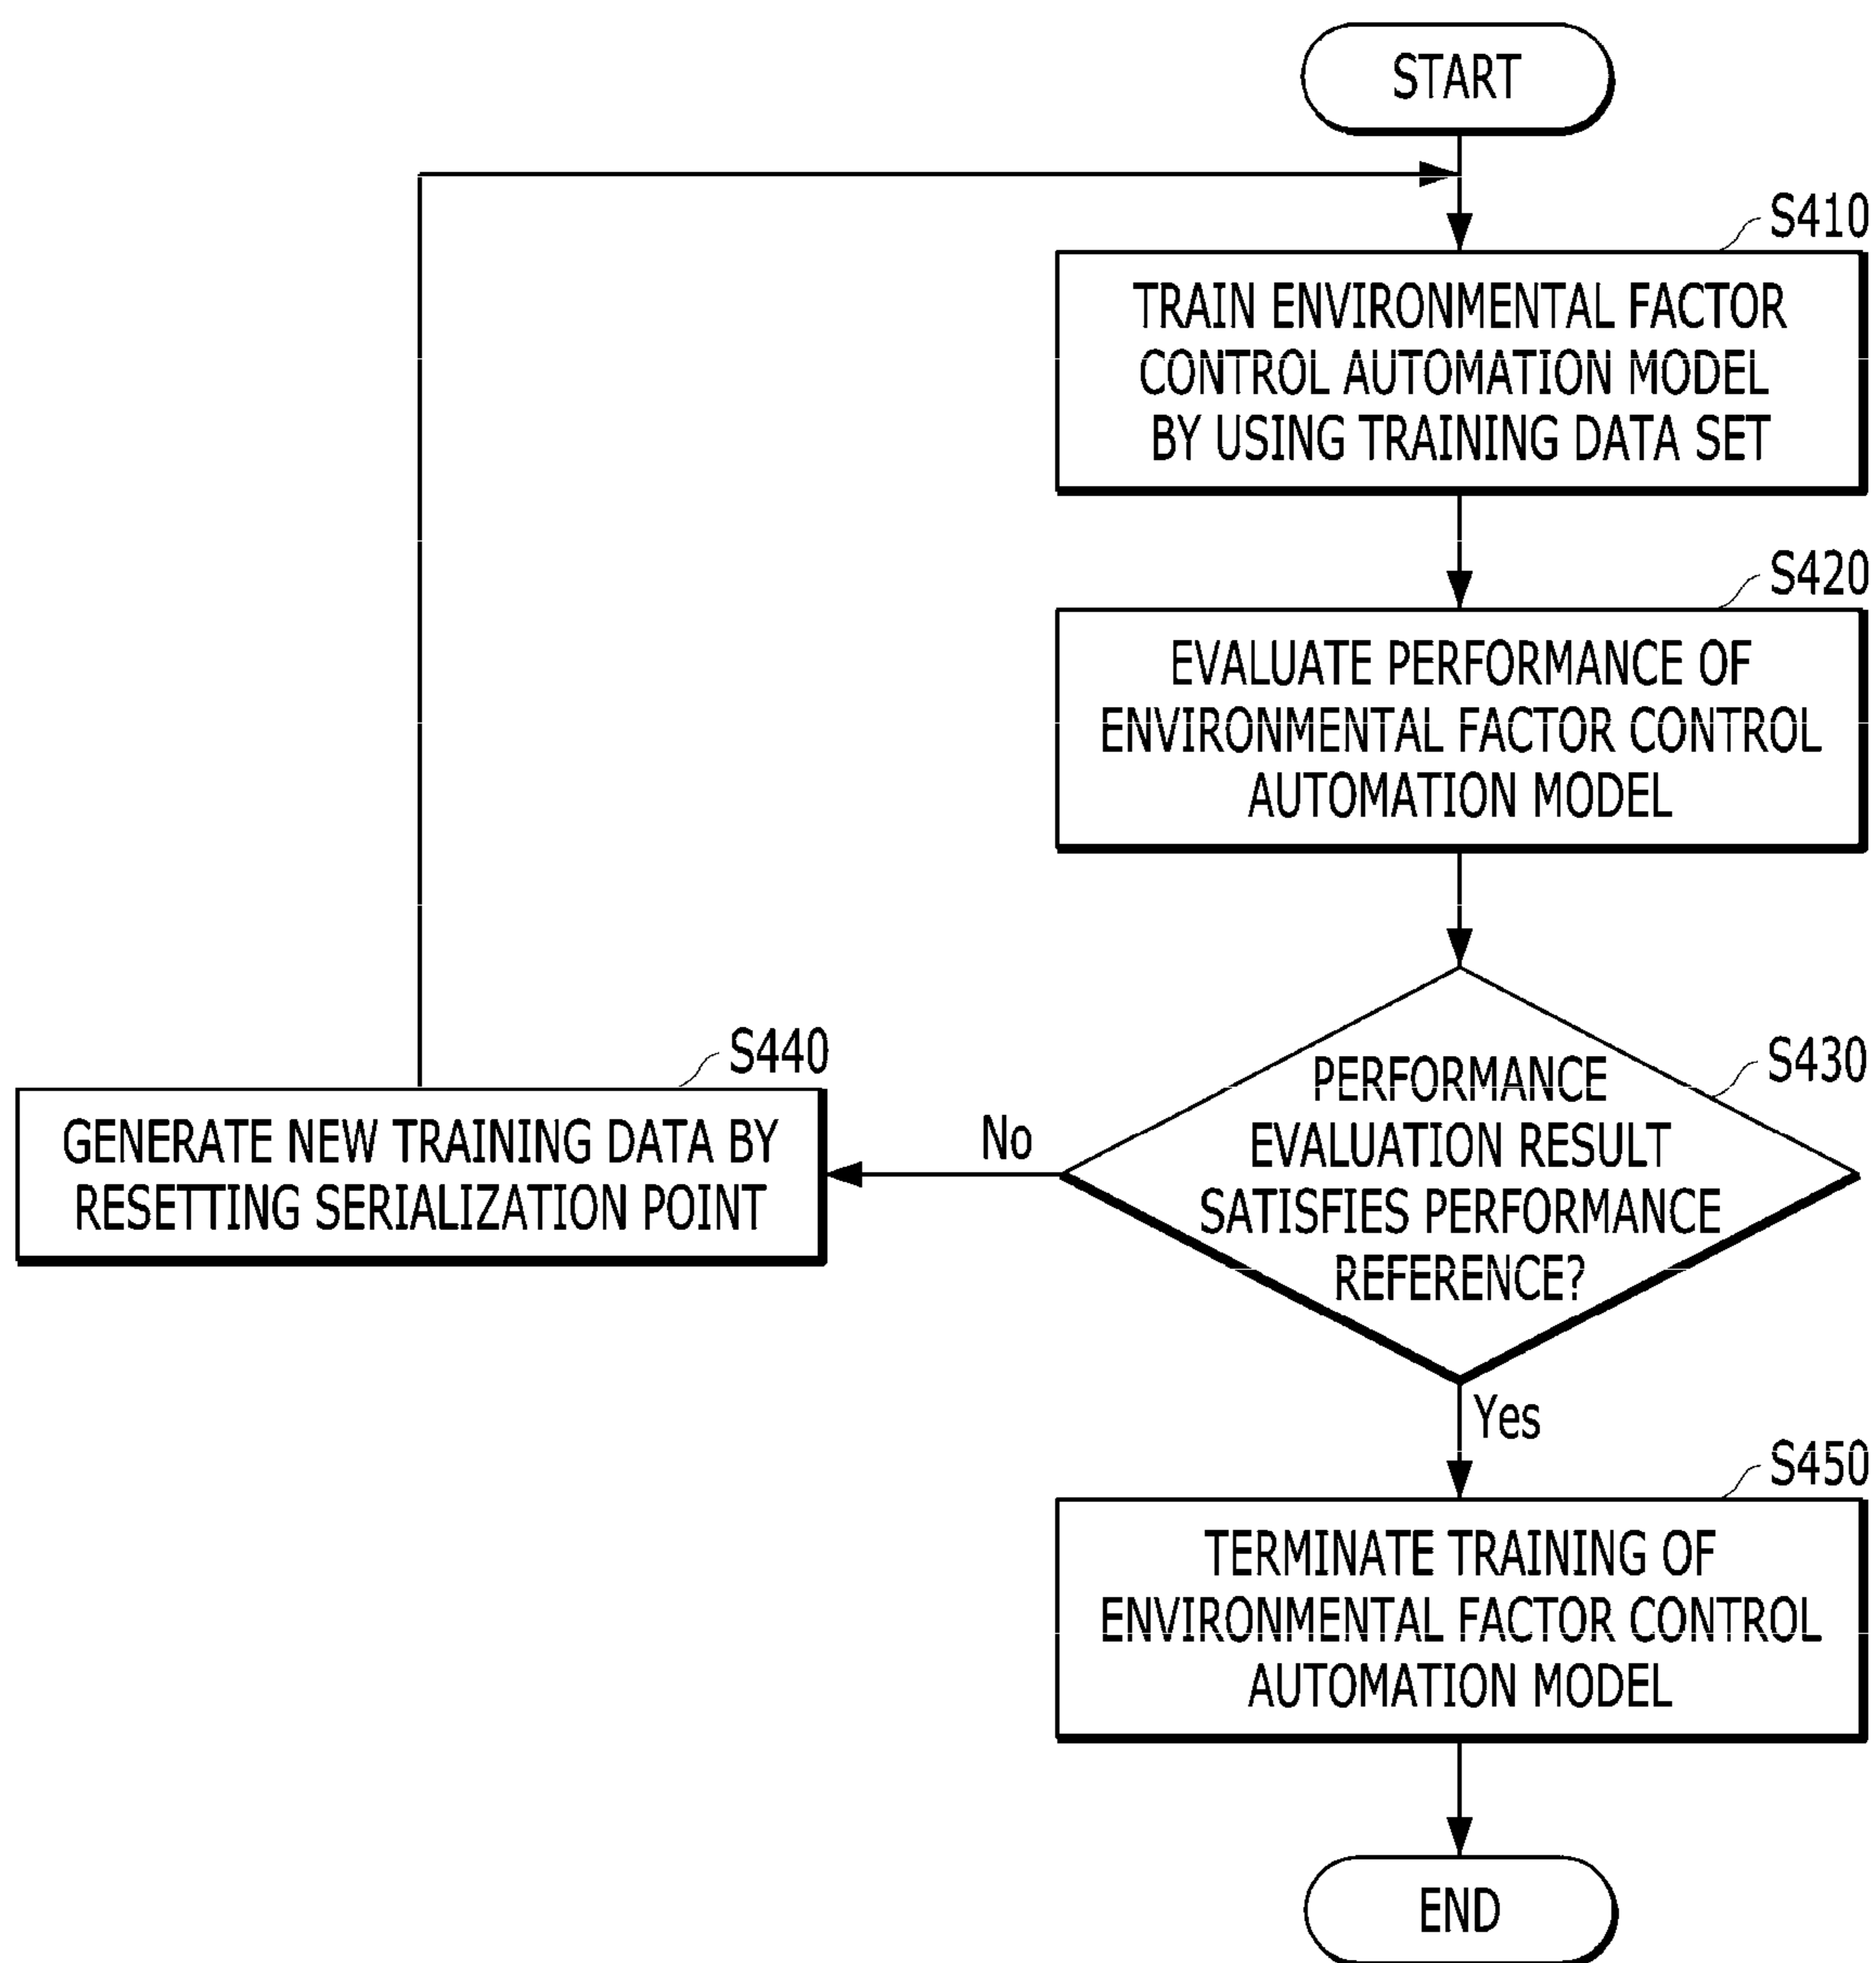 START
S410
TRAIN ENVIRONMENTAL FACTOR
CONTROL AUTOMATION MODEL
BY USING TRAINING DATA SET
S420
EVALUATE PERFORMANCE OF
ENVIRONMENTAL FACTOR CONTROL
AUTOMATION MODEL
S430
PERFORMANCE
EVALUATION RESULT
SATISFIES PERFORMANCE
REFERENCE?
No
S440
GENERATE NEW TRAINING DATA BY
RESETTING SERIALIZATION POINT
Yes
S450
TERMINATE TRAINING OF
ENVIRONMENTAL FACTOR CONTROL
AUTOMATION MODEL
END